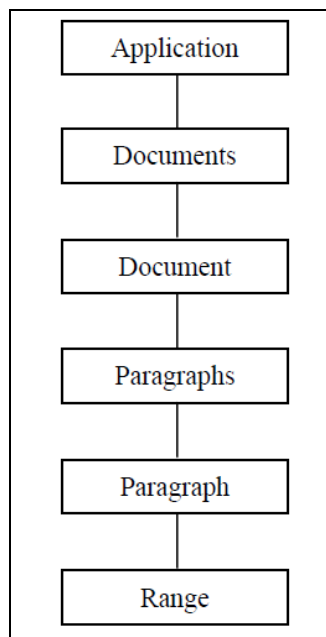 Application
Documents
Document
Paragraphs
Paragraph
Range